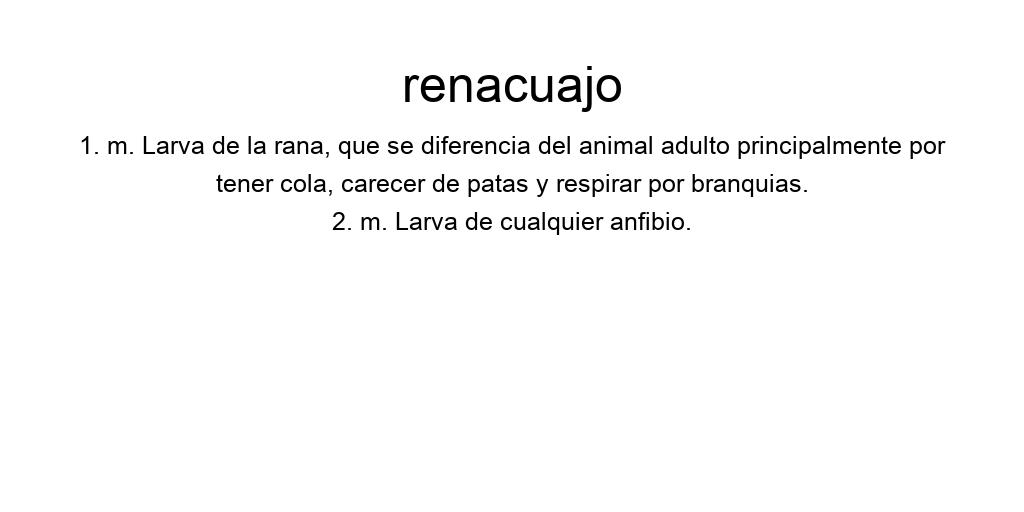 renacuajo
1. m. Larva de la rana, que se diferencia del animal adulto principalmente por
tener cola, carecer de patas y respirar por branquias.
2. m. Larva de cualquier anfibio.